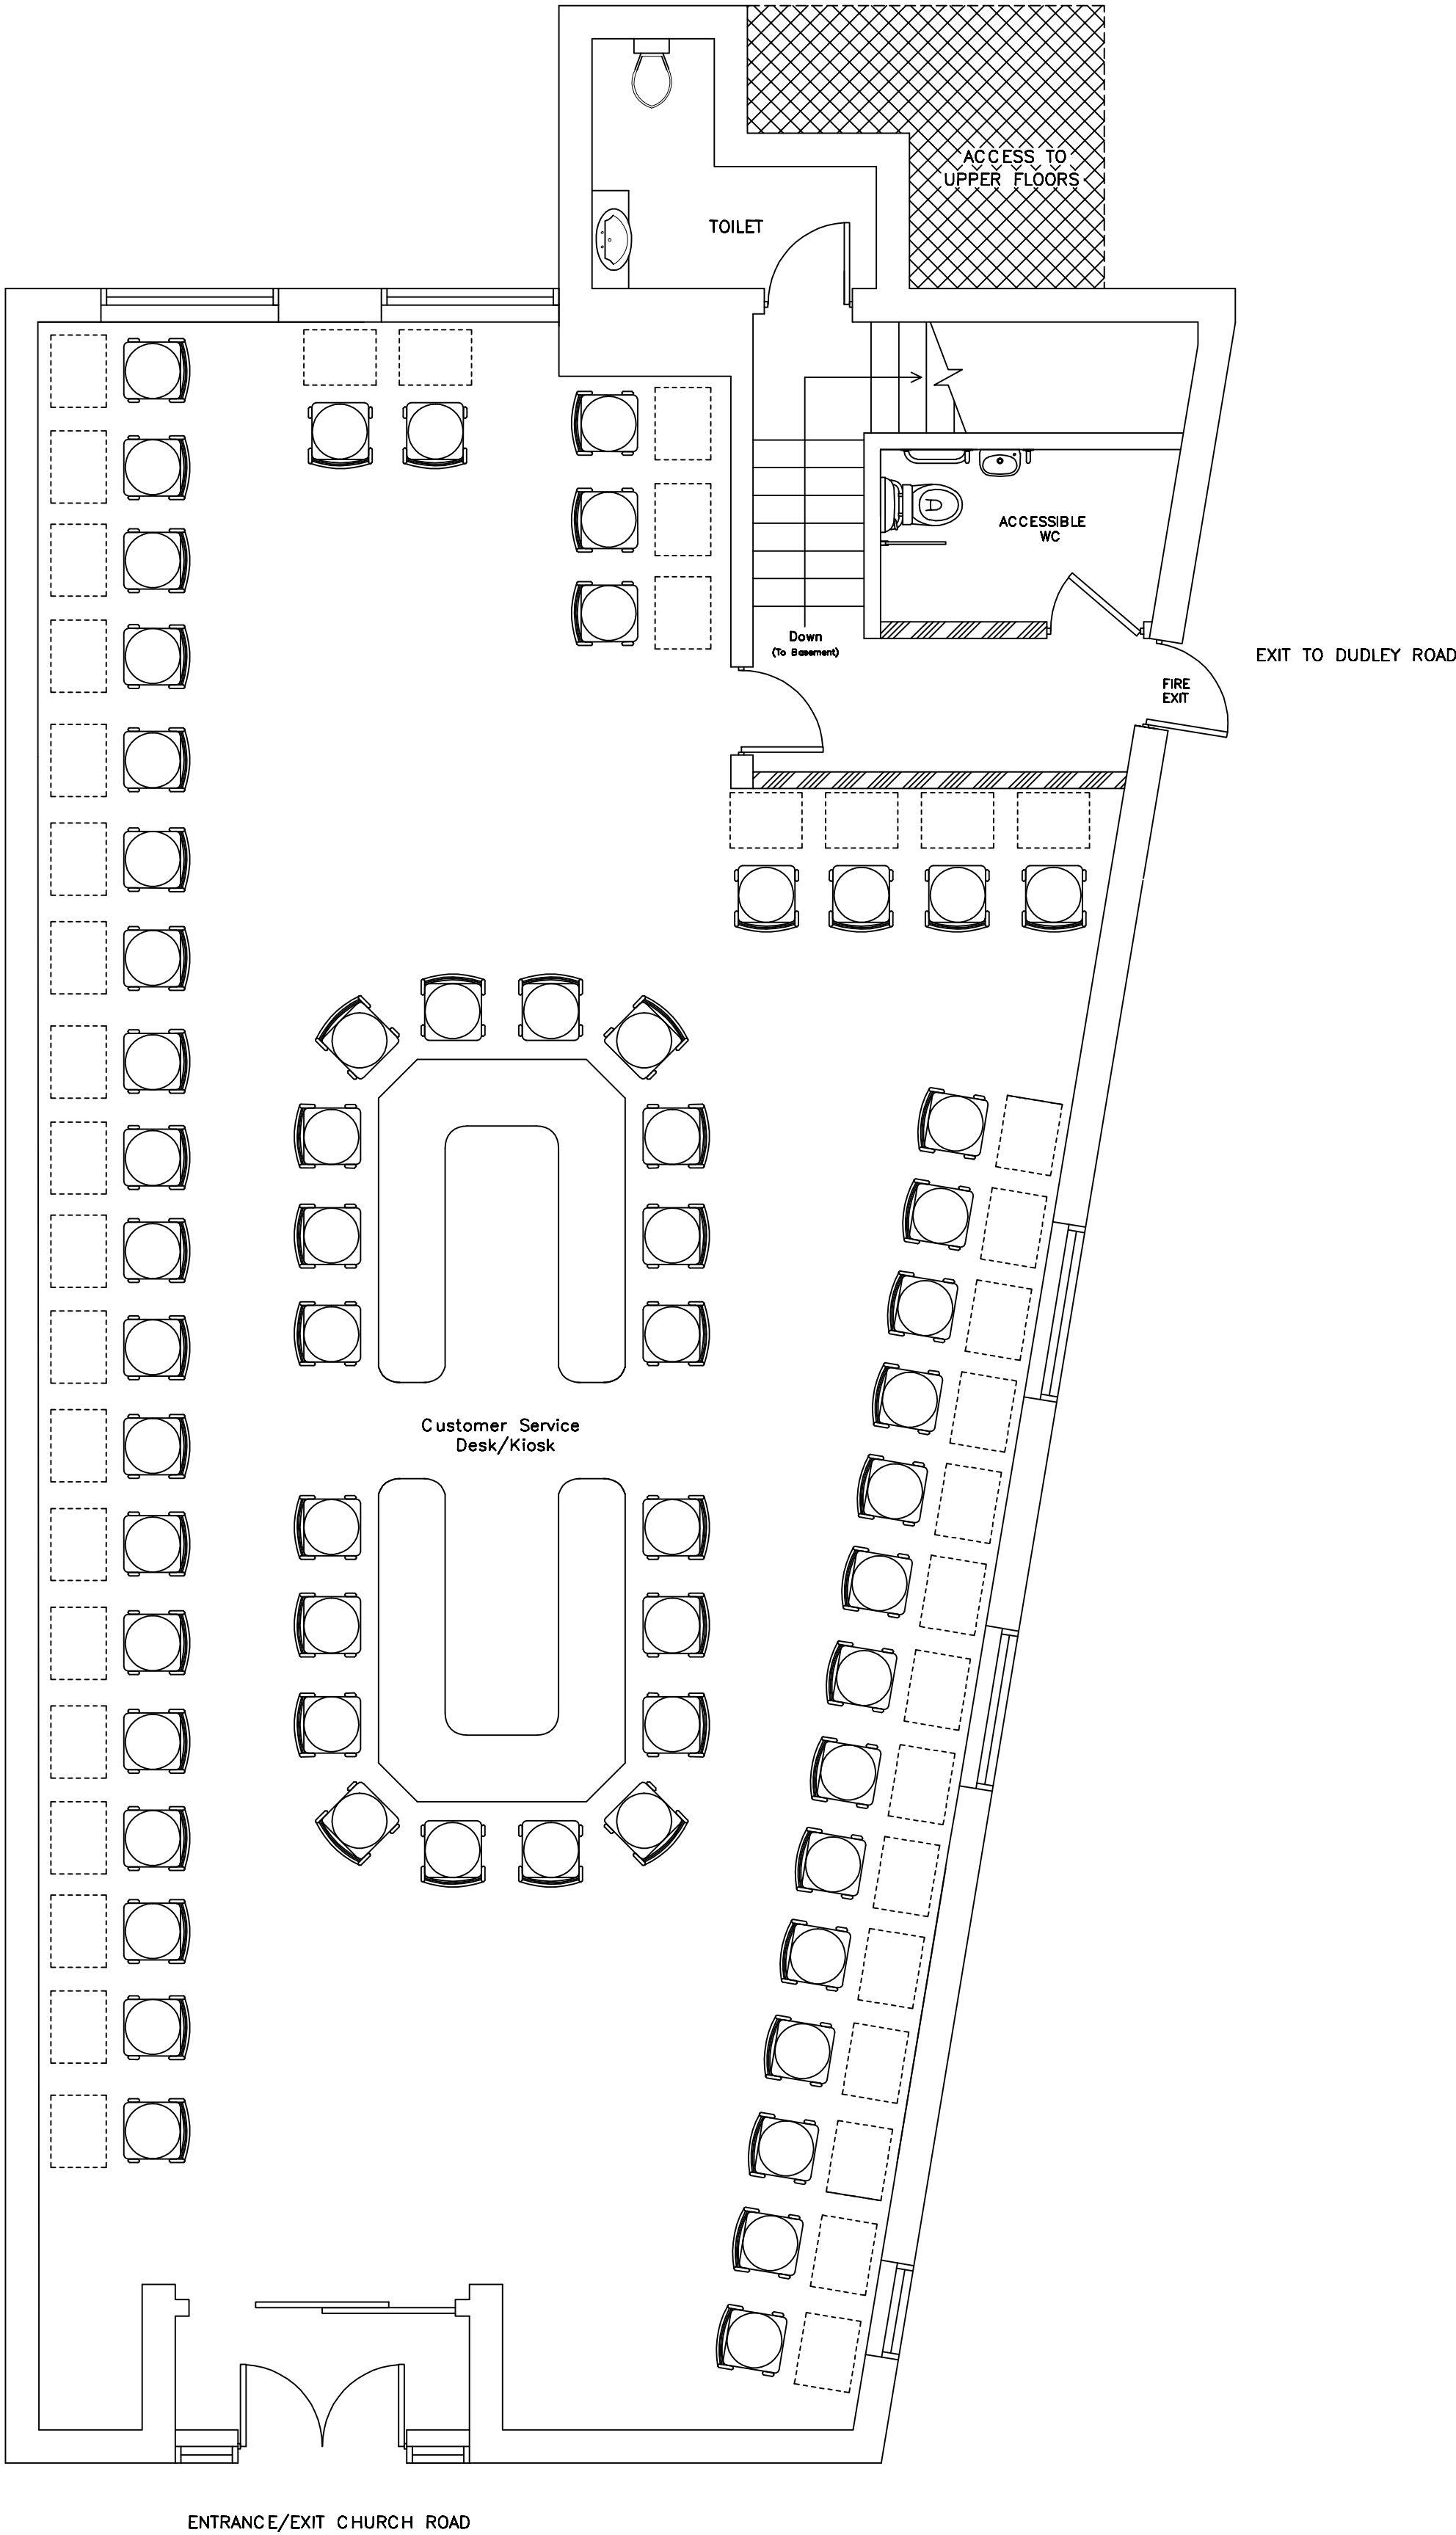 ACCESS TO
UPPER FLOORS
TOILET
ACCESSIBLE
WC
Down
(To Basement)
EXIT TO DUDLEY ROAD
FIRE
EXIT
Customer Service
Desk/Kiosk
ENTRANCE/EXIT CHURCH ROAD